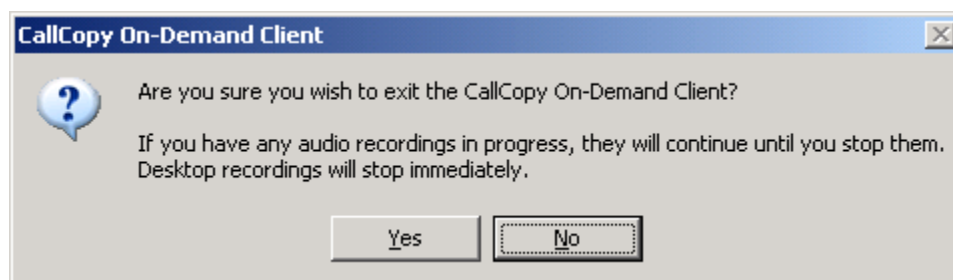 CallCopy On-Demand Client
Are you sure you wish to exit the CallCopy On-Demand Client?
If you have any audio recordings in progress, they will continue until you stop them.
Desktop recordings will stop immediately.
Yes No